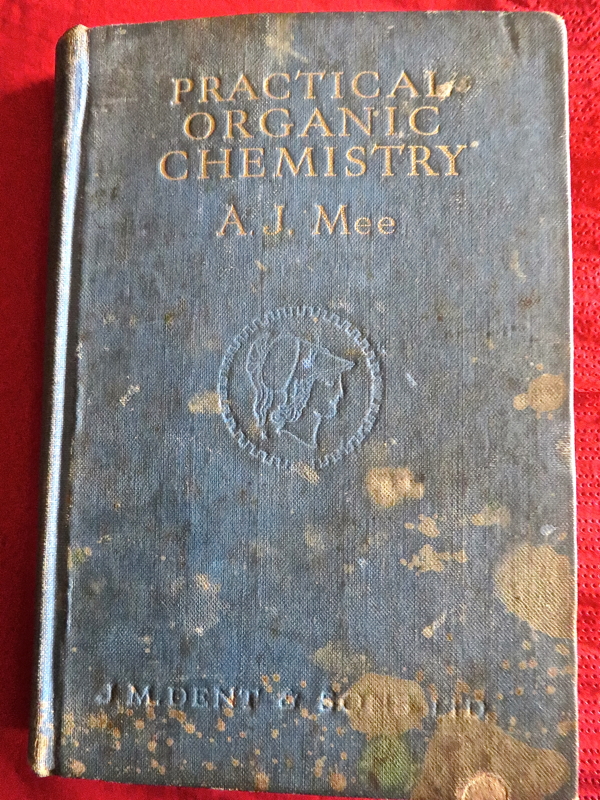 PRACTICAL
ORGANIC
CHEMISTRY
A. J. Mee
J. M. DENT & SONS LTD.